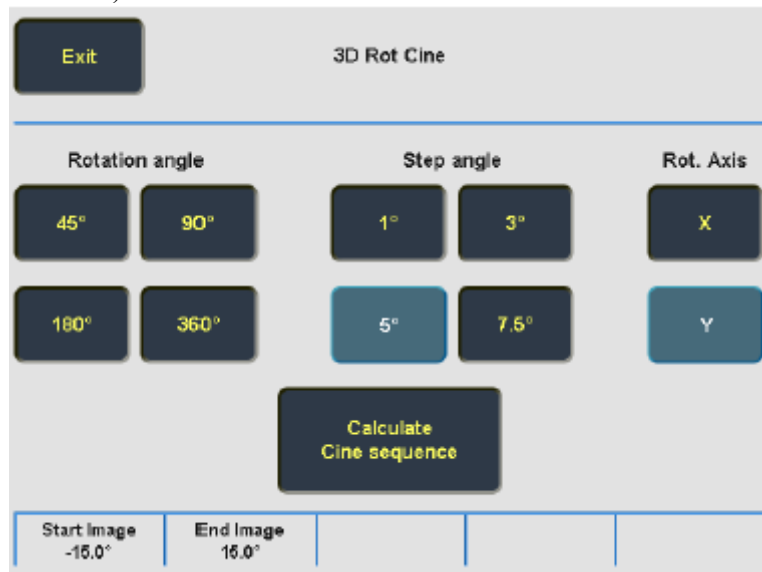 Exit
3D Rot Cine
Rotation angle
Step angle
Rot. Axis
45°
90°
1°
3°
X
180°
360°
5°
7.5°
Y
Calculate
Cine sequence
Start Image
-15.0°
End Image
15.0°